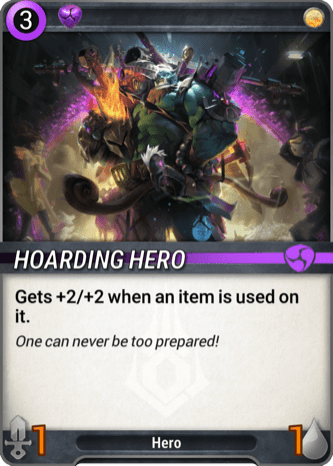 3
HOARDING HERO
Gets +2/+2 when an item is used on
it.
One can never be too prepared!
1
Hero
1